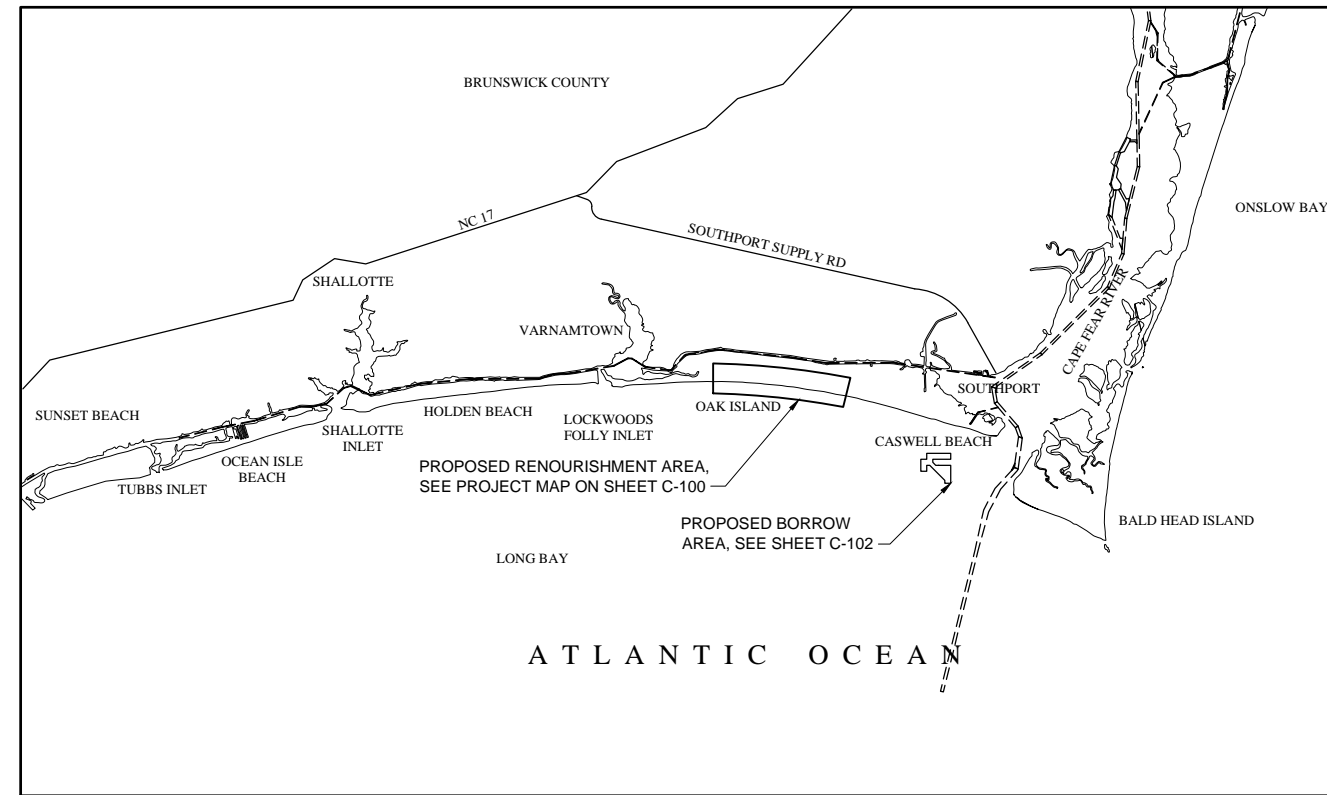 BRUNSWICK COUNTY
ONSLOW BAY
NC 17
SOUTHPORT SUPPLY RD
SHALLOTTE
CAPE FEAR RIVER
VARNAMTOWN
SOUTHPORT
SUNSET BEACH
HOLDEN BEACH
OAK ISLAND
LOCKWOODS
FOLLY INLET
SHALLOTTE
INLET
CASWELL BEACH
OCEAN ISLE
BEACH
TUBBS INLET
PROPOSED RENOURISHMENT AREA,
SEE PROJECT MAP ON SHEET C-100
PROPOSED BORROW
AREA, SEE SHEET C-102
BALD HEAD ISLAND
LONG BAY
ATLANTIC OCEAN